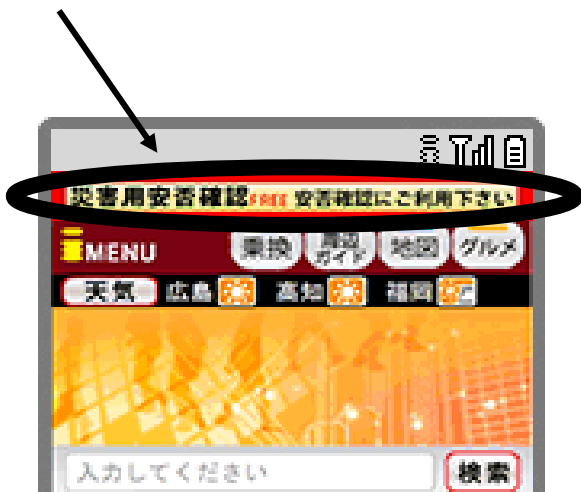 災害用安否確認 FREE 安否確認にご利用下さい
MENU 乗換 周辺ガイド 地図 グルメ
天気 広島 高知 福岡
入力してください 検索